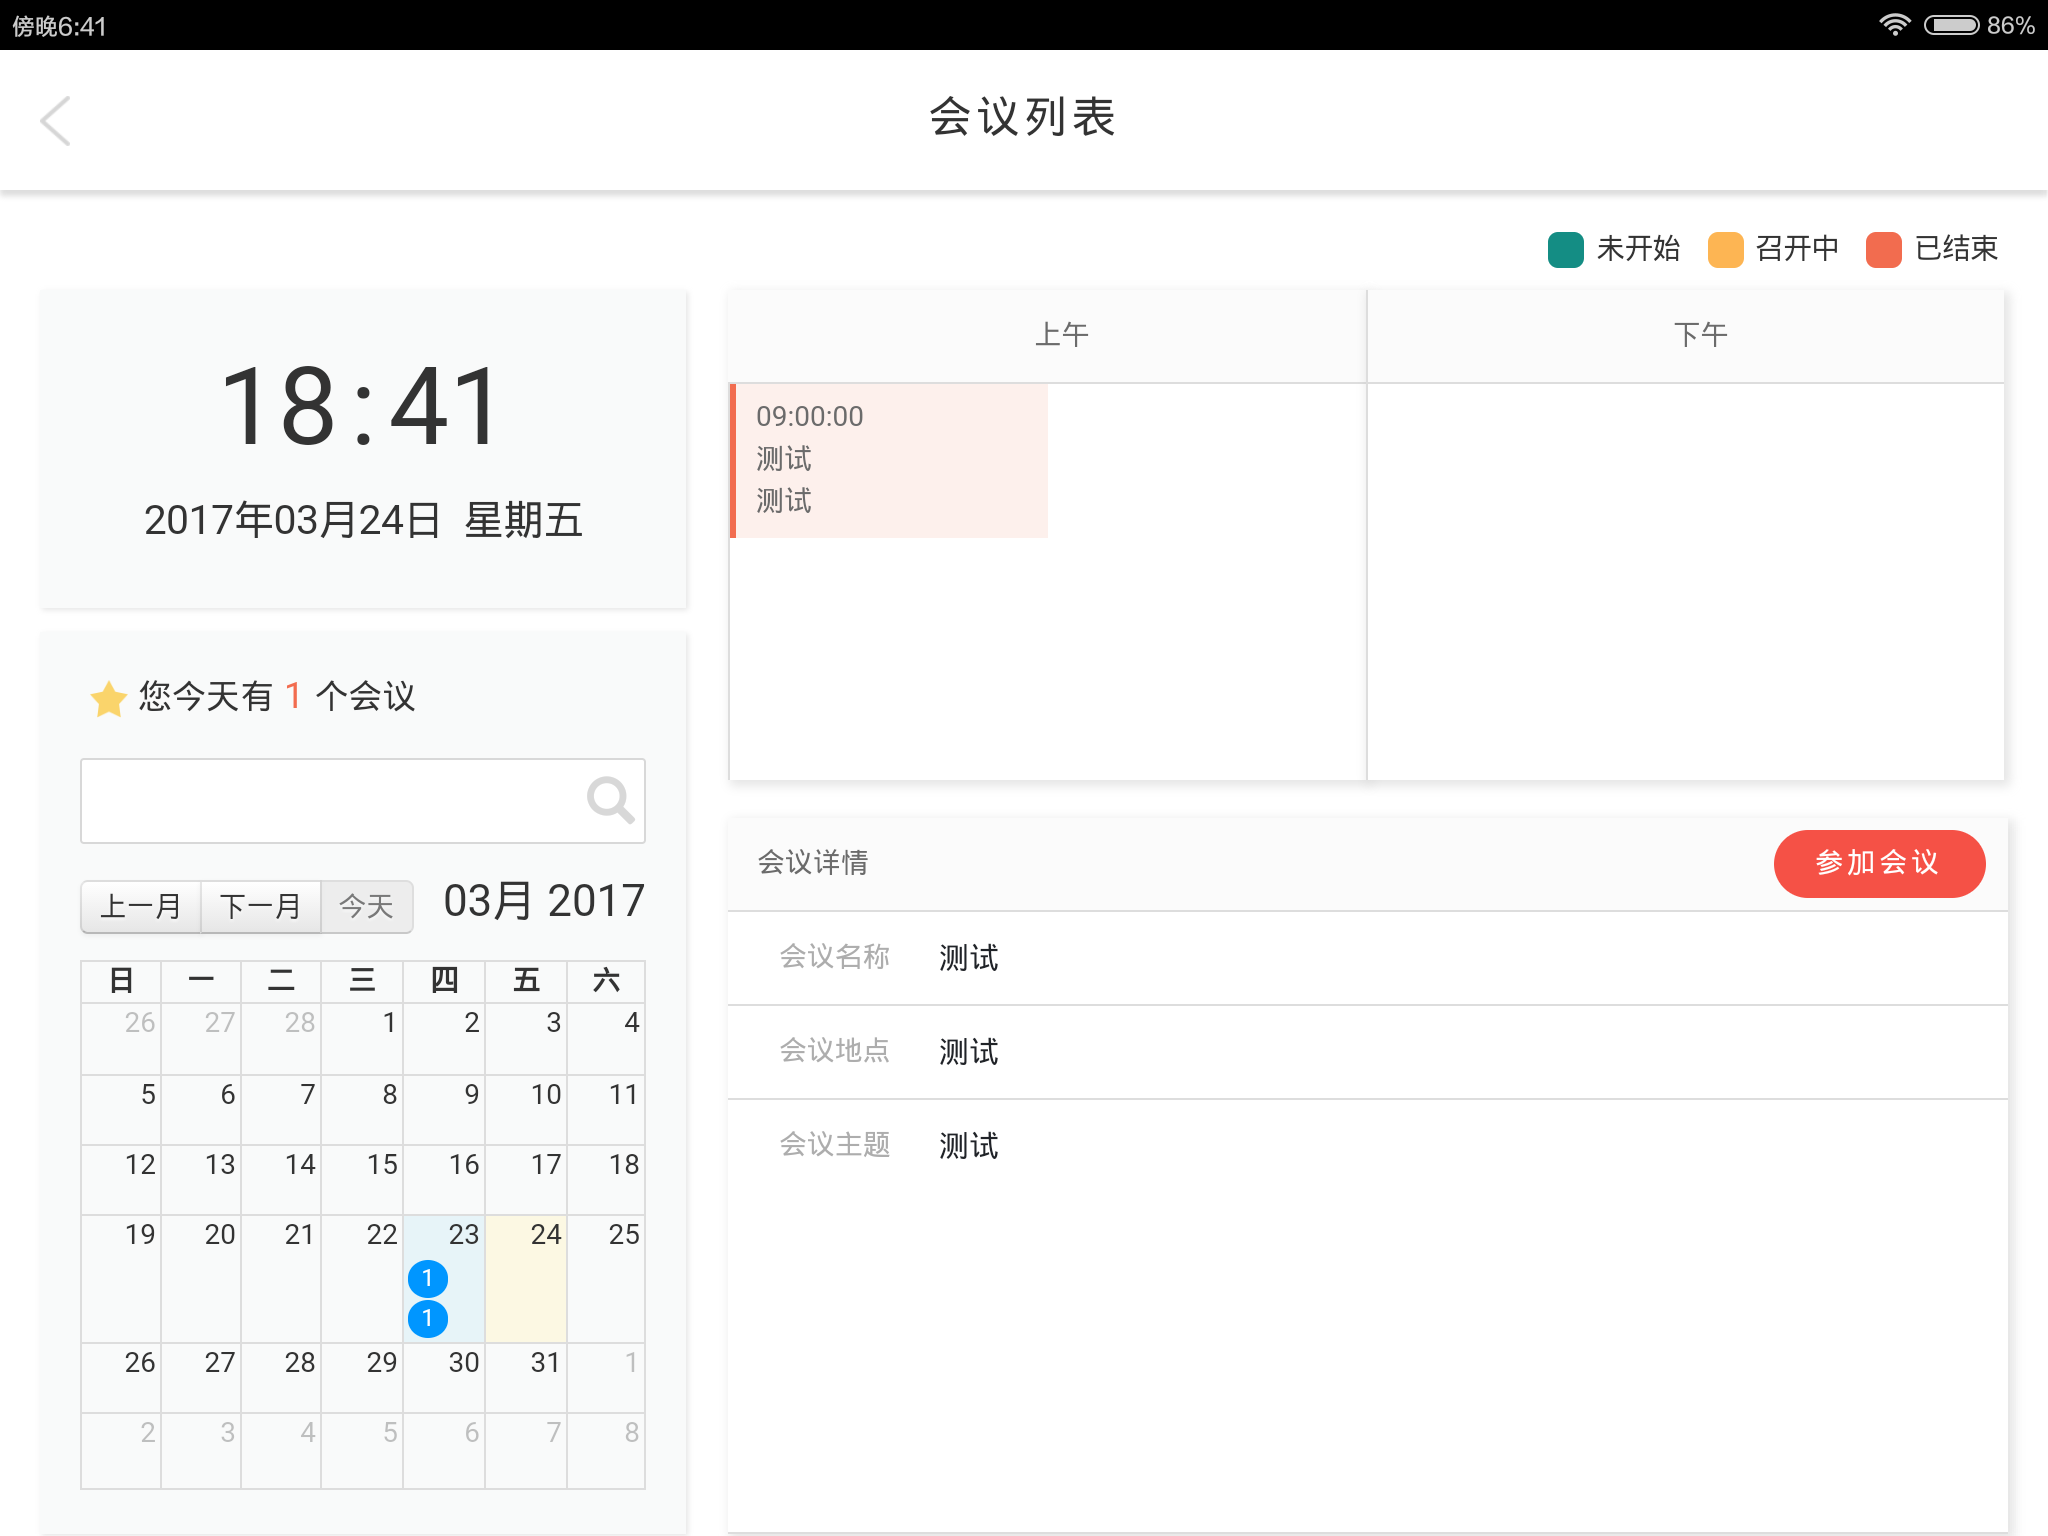 傍晚6:41
86%
会议列表
未开始 召开中 已结束
18:41
2017年03月24日 星期五
您今天有 1 个会议
上一月 下一月 今天 03月 2017
日 一 二 三 四 五 六
26 27 28 1 2 3 4
5 6 7 8 9 10 11
12 13 14 15 16 17 18
19 20 21 22 23 24 25
1
1
26 27 28 29 30 31 1
2 3 4 5 6 7 8
上午 下午
09:00:00
测试
测试
会议详情 参加会议
会议名称 测试
会议地点 测试
会议主题 测试